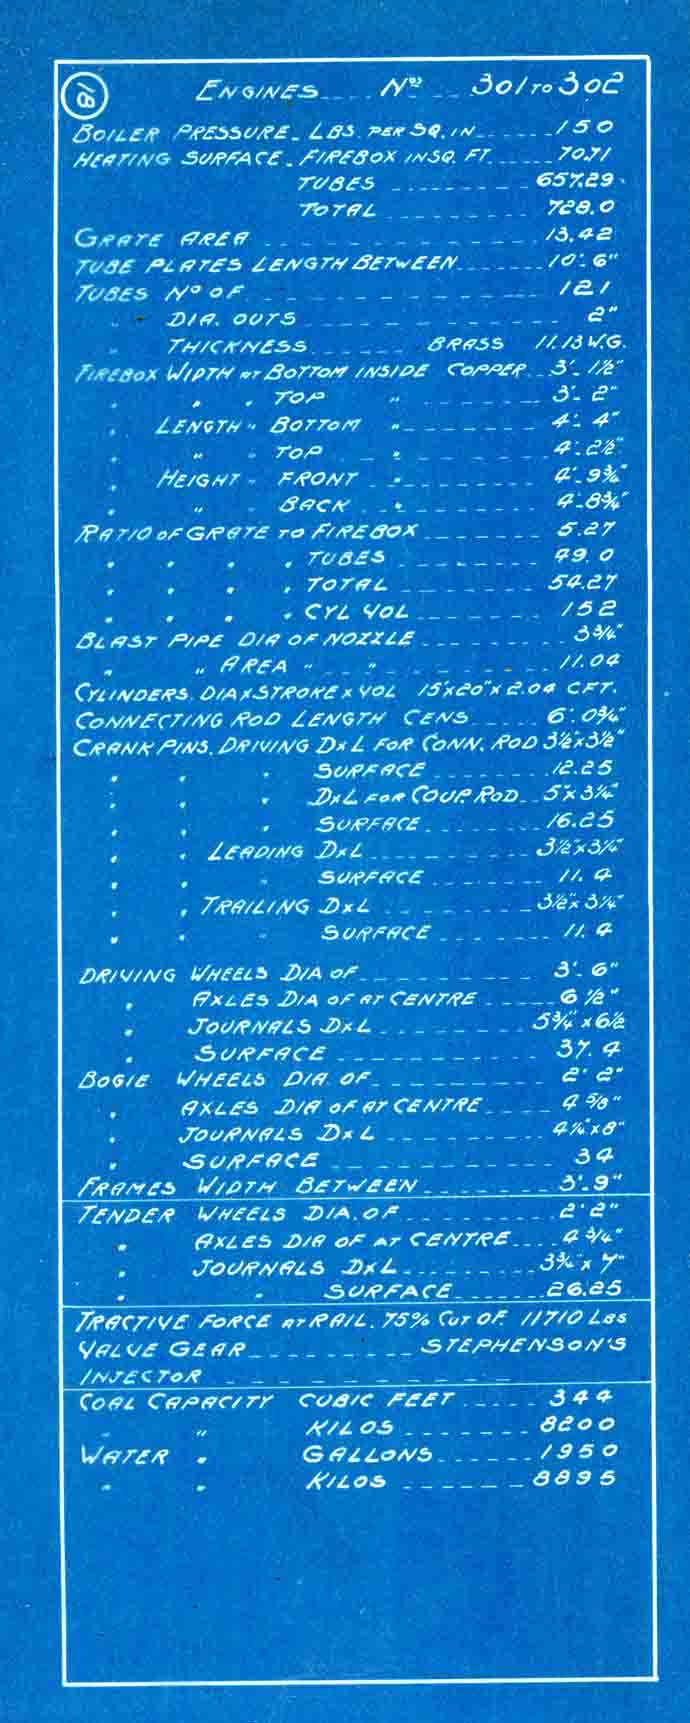 18
ENGINES Nos 301 TO 302
BOILER PRESSURE. LBS. PER SQ. IN. 150
HEATING SURFACE. FIREBOX IN SQ. FT. 70.71
TUBES 657.29
TOTAL 728.0
GRATE AREA 13.42
TUBE PLATES LENGTH BETWEEN 10'-6"
TUBES No OF 121
" " DIA. OUTS 2"
" THICKNESS BRASS 11.13 W.G.
FIREBOX WIDTH AT BOTTOM INSIDE COPPER 3'-1½"
" " " TOP " 3'-2"
" LENGTH " BOTTOM " 4'-4"
" " " TOP " 4'-2½"
" HEIGHT " FRONT " 4'-9¾"
" " " BACK " 4'-8¾"
RATIO OF GRATE TO FIREBOX 5.27
" " " " TUBES 49.0
" " " " TOTAL 54.27
" " " " CYL VOL 152
BLAST PIPE DIA OF NOZZLE 3¾"
" " AREA " " 11.04
CYLINDERS. DIA x STROKE x VOL 15"x20"x 2.04 CFT.
CONNECTING ROD LENGTH CENS 6'.0¾"
CRANK PINS. DRIVING D x L FOR CONN. ROD 3½"x3½"
" " " SURFACE 12.25
" " " D x L FOR COUP. ROD 5"x 3¼"
" " " SURFACE 16.25
" " LEADING D x L 3½"x3¼"
" " " SURFACE 11.4
" " TRAILING D x L 3½"x 3¼"
" " " SURFACE 11.4
DRIVING WHEELS DIA OF 3'-6"
" AXLES DIA OF AT CENTRE 6 ½"
" JOURNALS D x L 5¾" x 6½
" SURFACE 37.4
BOGIE WHEELS DIA. OF 2' 2"
" AXLES DIA OF AT CENTRE 4 5/8"
" JOURNALS D x L 4¼"x 8"
" SURFACE 34
FRAMES WIDTH BETWEEN 3'-9"
TENDER WHEELS DIA. OF 2' 2"
" AXLES DIA OF AT CENTRE 4 ¾"
" JOURNALS D x L 3¾"x 7"
" " SURFACE 26.25
TRACTIVE FORCE AT RAIL. 75% CUT OF. 11710 LBS
VALVE GEAR STEPHENSON'S
INJECTOR
COAL CAPACITY CUBIC FEET 344
" " KILOS 8200
WATER " GALLONS 1950
" " KILOS 8895